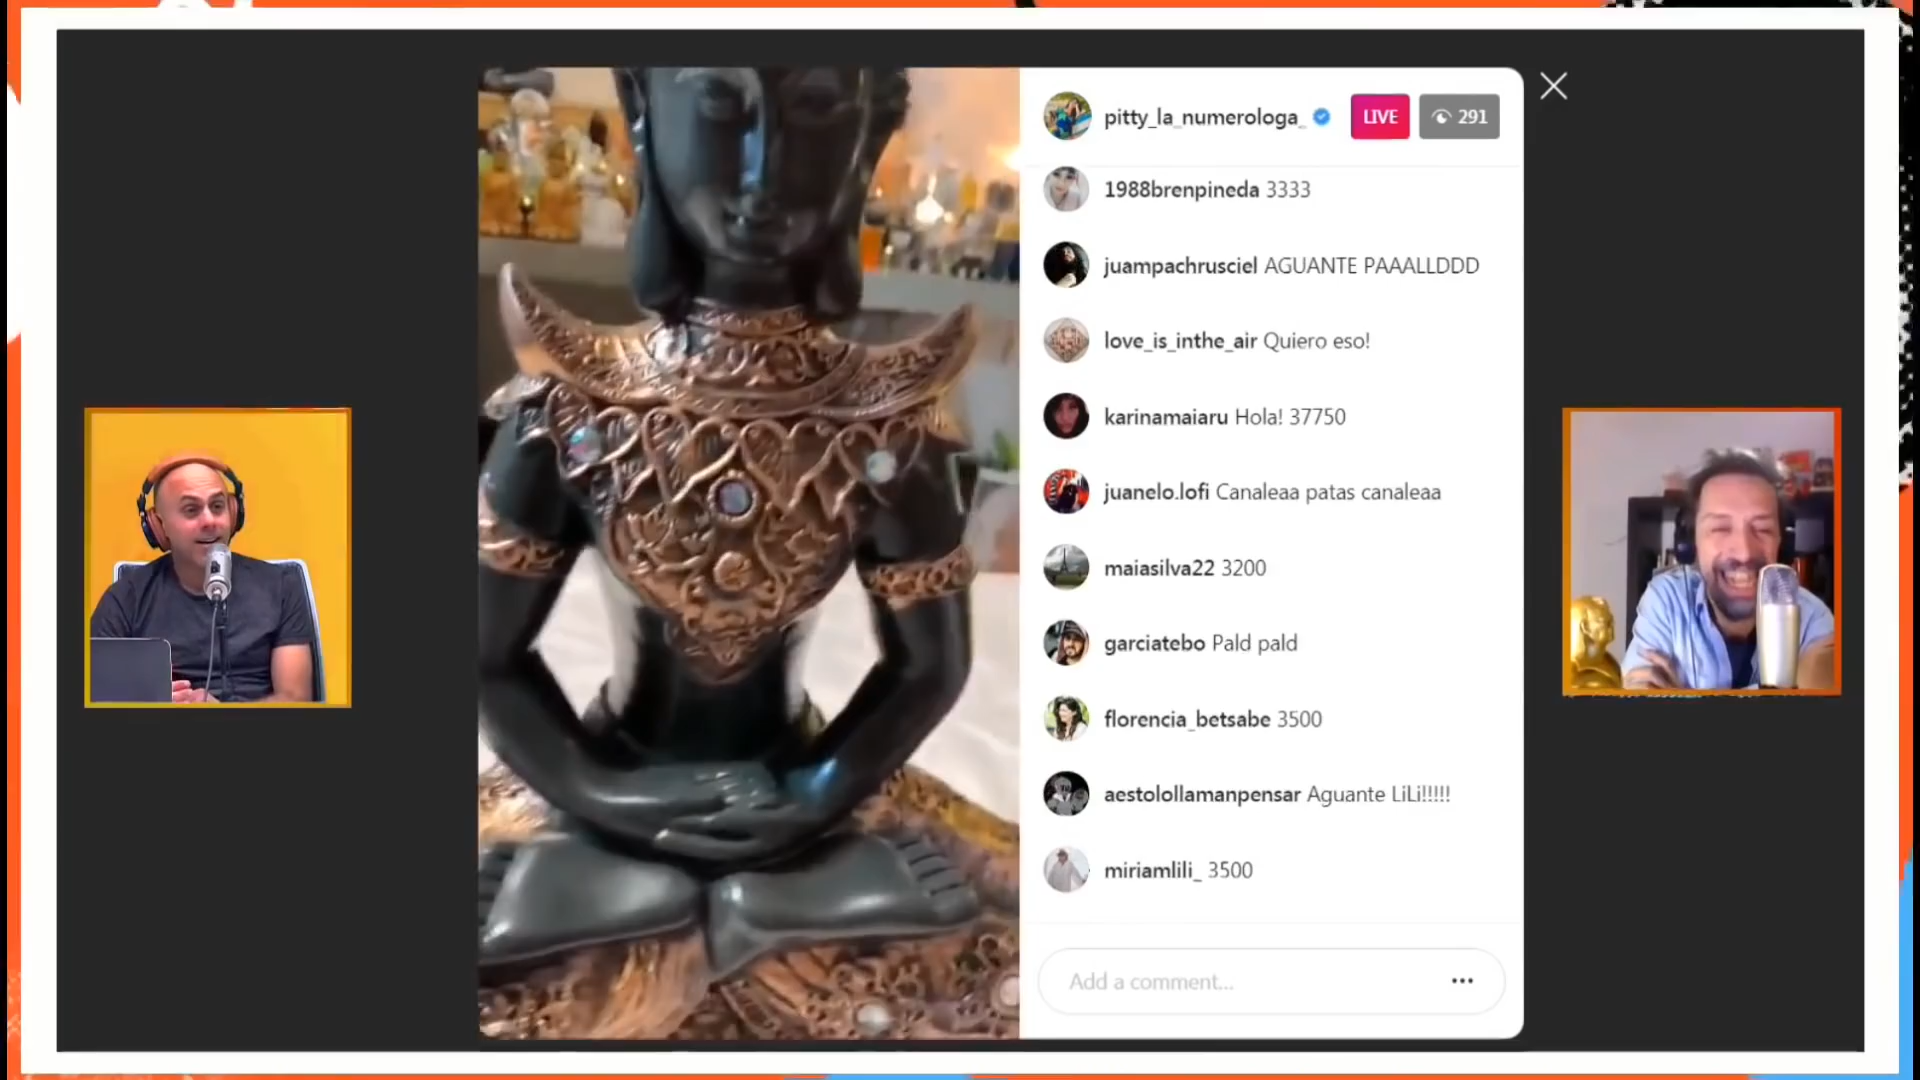 pitty_la_numerologa_ LIVE 291
1988brenpineda 3333
juampachrusciel AGUANTE PAAALLDDD
love_is_inthe_air Quiero eso!
karinamaiaru Hola! 37750
juanelo.lofi Canaleaa patas canaleaa
maiasilva22 3200
garciatebo Pald pald
florencia_betsabe 3500
aestolollamanpensar Aguante LiLi!!!!!
miriamlili_ 3500
Add a comment...